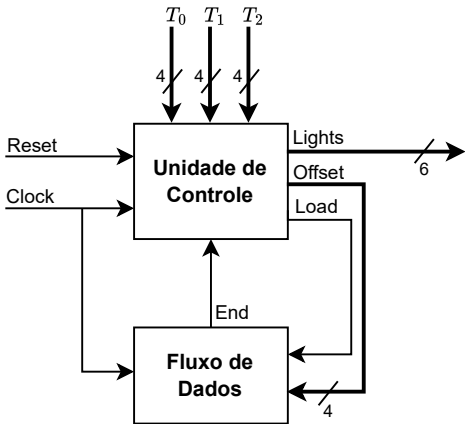 T₀ T₁ T₂
4 4 4
Reset
Clock
Unidade de
Controle
Lights
6
Offset
Load
End
Fluxo de
Dados
4